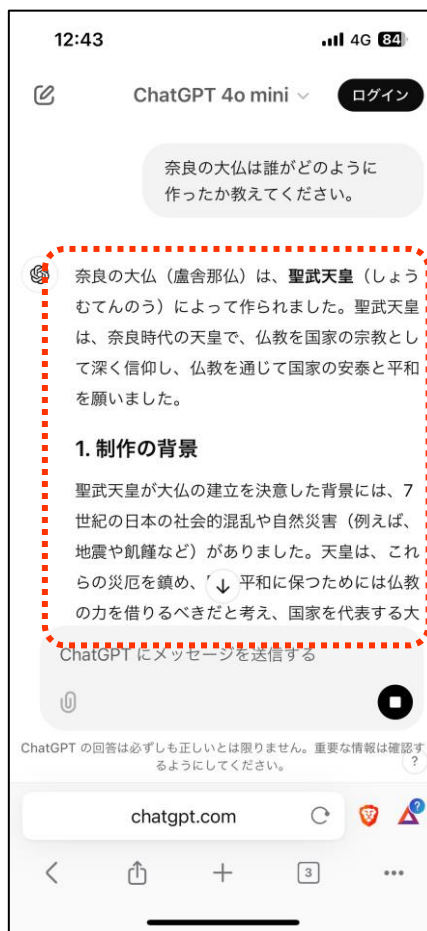 12:43
4G 84
ChatGPT 4o mini
ログイン
奈良の大仏は誰がどのように
作ったか教えてください。
奈良の大仏（盧舎那仏）は、聖武天皇（しょう
むてんのう）によって作られました。聖武天皇
は、奈良時代の天皇で、仏教を国家の宗教とし
て深く信仰し、仏教を通じて国家の安泰と平和
を願いました。
1. 制作の背景
聖武天皇が大仏の建立を決意した背景には、7
世紀の日本の社会的混乱や自然災害（例えば、
地震や飢饉など）がありました。天皇は、これ
らの災厄を鎮め、平和に保つためには仏教
の力を借りるべきだと考え、国家を代表する大
ChatGPT にメッセージを送信する
ChatGPT の回答は必ずしも正しいとは限りません。重要な情報は確認す
るようにしてください。
?
chatgpt.com
?
3